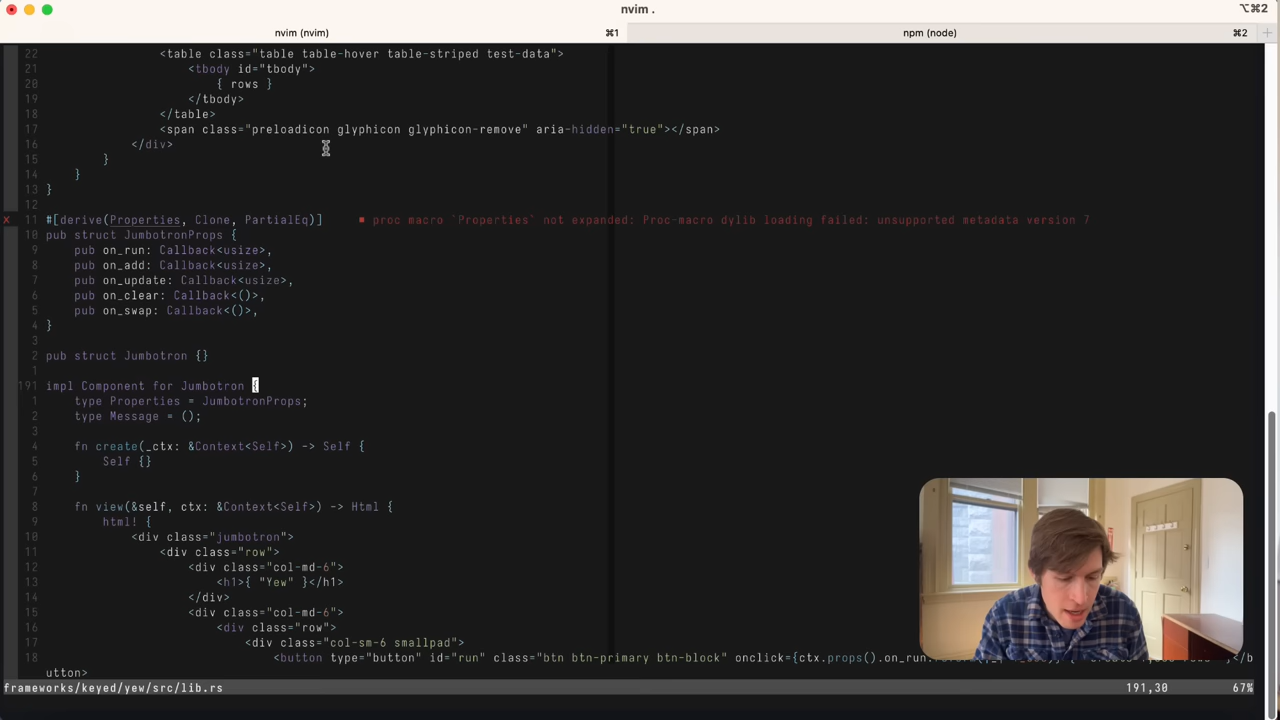 nvim .
⌥⌘2
nvim (nvim)
⌘1
npm (node)
⌘2
22 <table class="table table-hover table-striped test-data">
21 <tbody id="tbody">
20 { rows }
19 </tbody>
18 </table>
17 <span class="preloadicon glyphicon glyphicon-remove" aria-hidden="true"></span>
16 </div>
15 }
14 }
13 }
12
x 11 #[derive(Properties, Clone, PartialEq)] ■ proc macro `Properties` not expanded: Proc-macro dylib loading failed: unsupported metadata version 7
10 pub struct JumbotronProps {
9 pub on_run: Callback<usize>,
8 pub on_add: Callback<usize>,
7 pub on_update: Callback<usize>,
6 pub on_clear: Callback<()>,
5 pub on_swap: Callback<()>,
4 }
3
2 pub struct Jumbotron {}
1
191 impl Component for Jumbotron {
1 type Properties = JumbotronProps;
2 type Message = ();
3
4 fn create(_ctx: &Context<Self>) -> Self {
5 Self {}
6 }
7
8 fn view(&self, ctx: &Context<Self>) -> Html {
9 html! {
10 <div class="jumbotron">
11 <div class="row">
12 <div class="col-md-6">
13 <h1>{ "Yew" }</h1>
14 </div>
15 <div class="col-md-6">
16 <div class="row">
17 <div class="col-sm-6 smallpad">
18 <button type="button" id="run" class="btn btn-primary btn-block" onclick={ctx.props().on_run.
utton>
frameworks/keyed/yew/src/lib.rs
191,30
67%